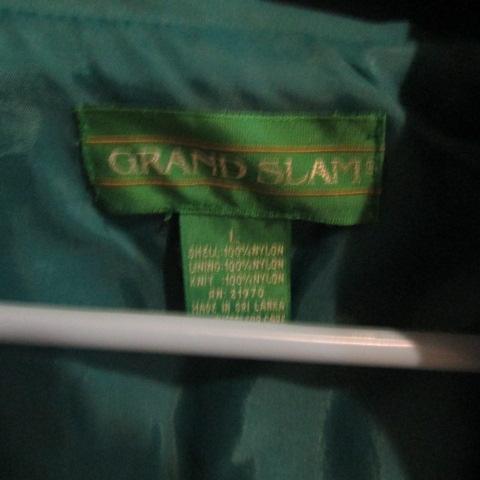 GRAND SLAM
L
SHELL:100%NYLON
LINING:100%NYLON
KNIT :100%NYLON
RN: 21970
MADE IN SRI LANKA